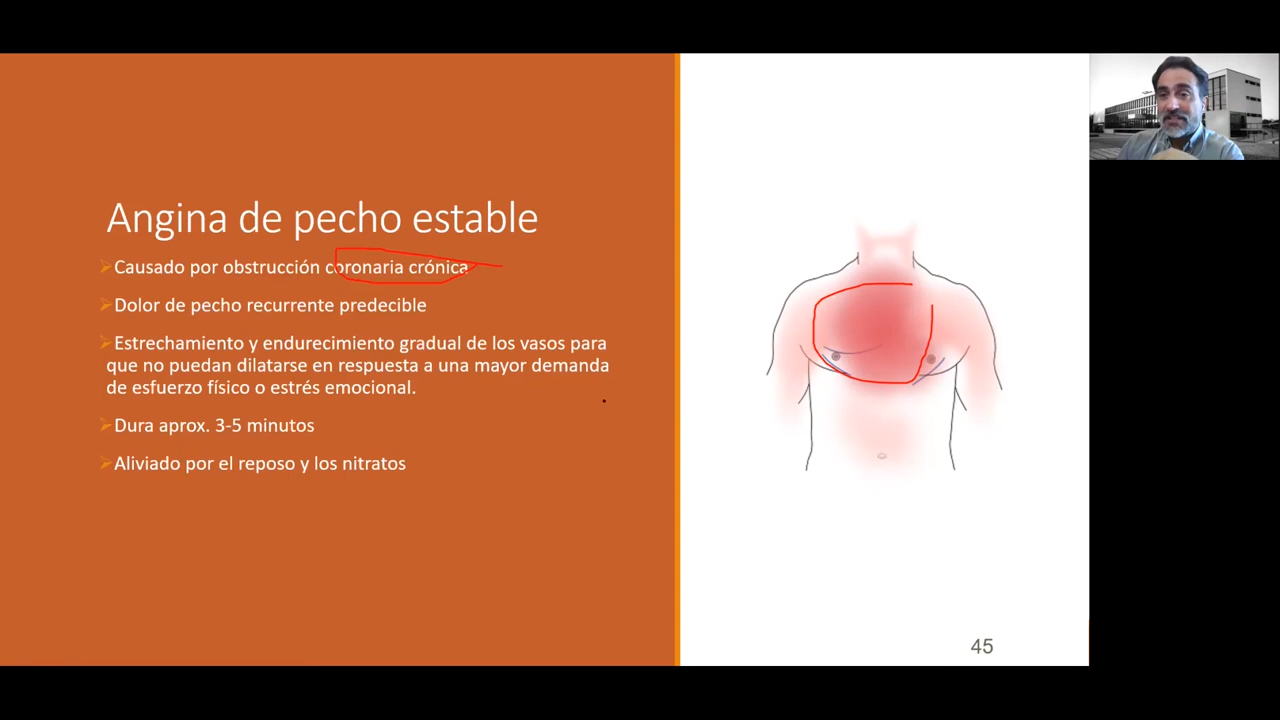 Angina de pecho estable
➢Causado por obstrucción coronaria crónica
➢Dolor de pecho recurrente predecible
➢Estrechamiento y endurecimiento gradual de los vasos para
que no puedan dilatarse en respuesta a una mayor demanda
de esfuerzo físico o estrés emocional.
➢Dura aprox. 3-5 minutos
➢Aliviado por el reposo y los nitratos
45